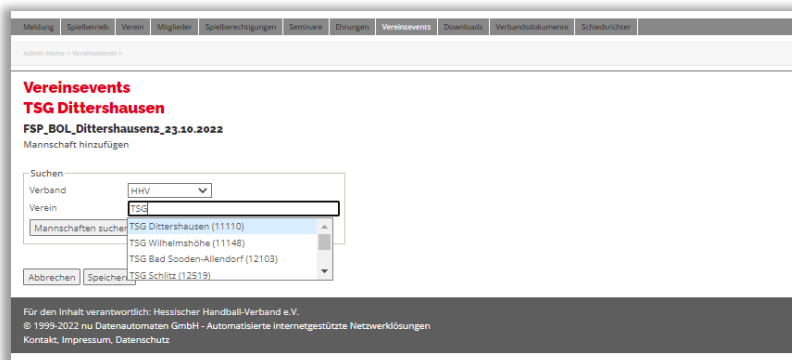 Meldung Spielbetrieb Verein Mitglieder Spielberechtigungen Seminare Ehrungen Vereinsevents Downloads Verbandsdokumente Schiedsrichter
Admin Home > Vereinsevents >
Vereinsevents
TSG Dittershausen
FSP_BOL_Dittershausen2_23.10.2022
Mannschaft hinzufügen
Suchen
Verband HHV
Verein TSG
Mannschaften suchen TSG Dittershausen (11110)
TSG Wilhelmshöhe (11148)
TSG Bad Sooden-Allendorf (12103)
Abbrechen Speichern TSG Schlitz (12519)
Für den Inhalt verantwortlich: Hessischer Handball-Verband e.V.
© 1999-2022 nu Datenautomaten GmbH - Automatisierte internetgestützte Netzwerklösungen
Kontakt, Impressum, Datenschutz